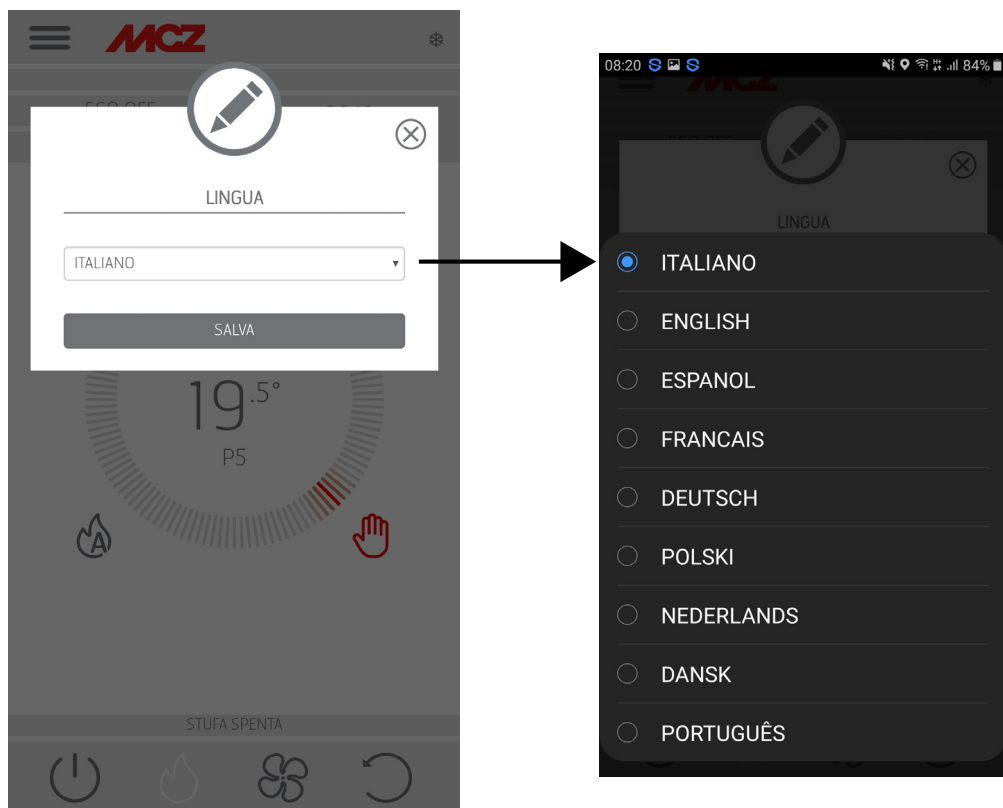 MCZ
LINGUA
ITALIANO
SALVA
19.5°
P5
A
STUFA SPENTA
08:20
84%
MCZ
LINGUA
ITALIANO
ENGLISH
ESPANOL
FRANCAIS
DEUTSCH
POLSKI
NEDERLANDS
DANSK
PORTUGUÊS